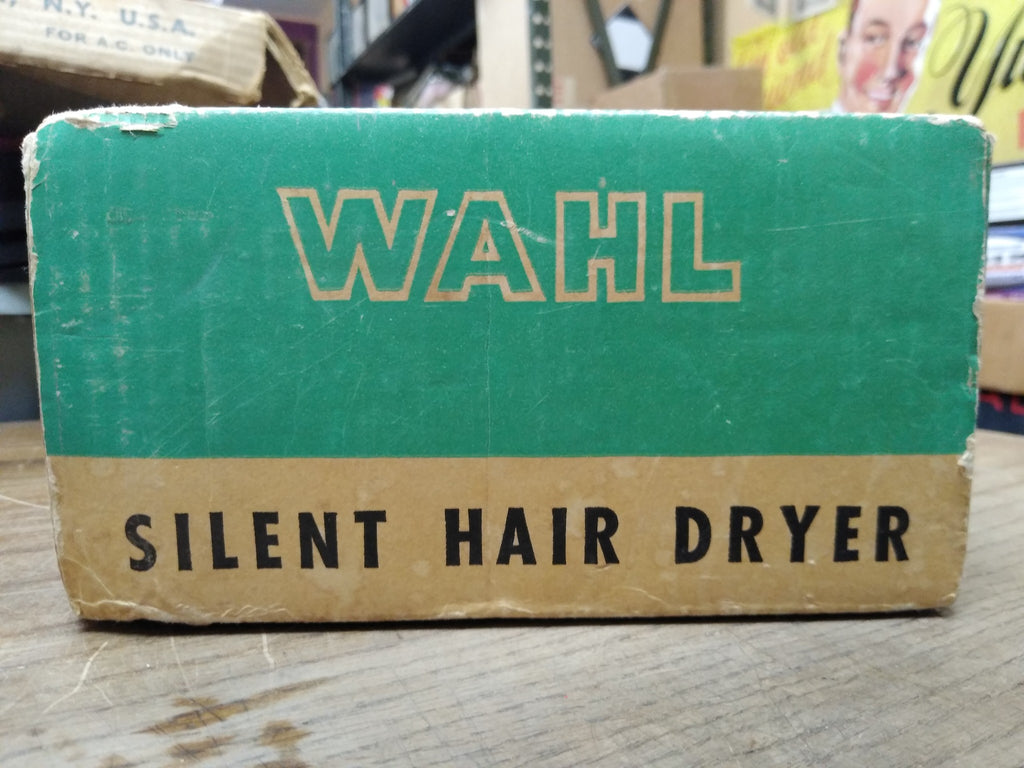 N.Y. U.S.A.
FOR A.C. ONLY
WAHL
SILENT HAIR DRYER